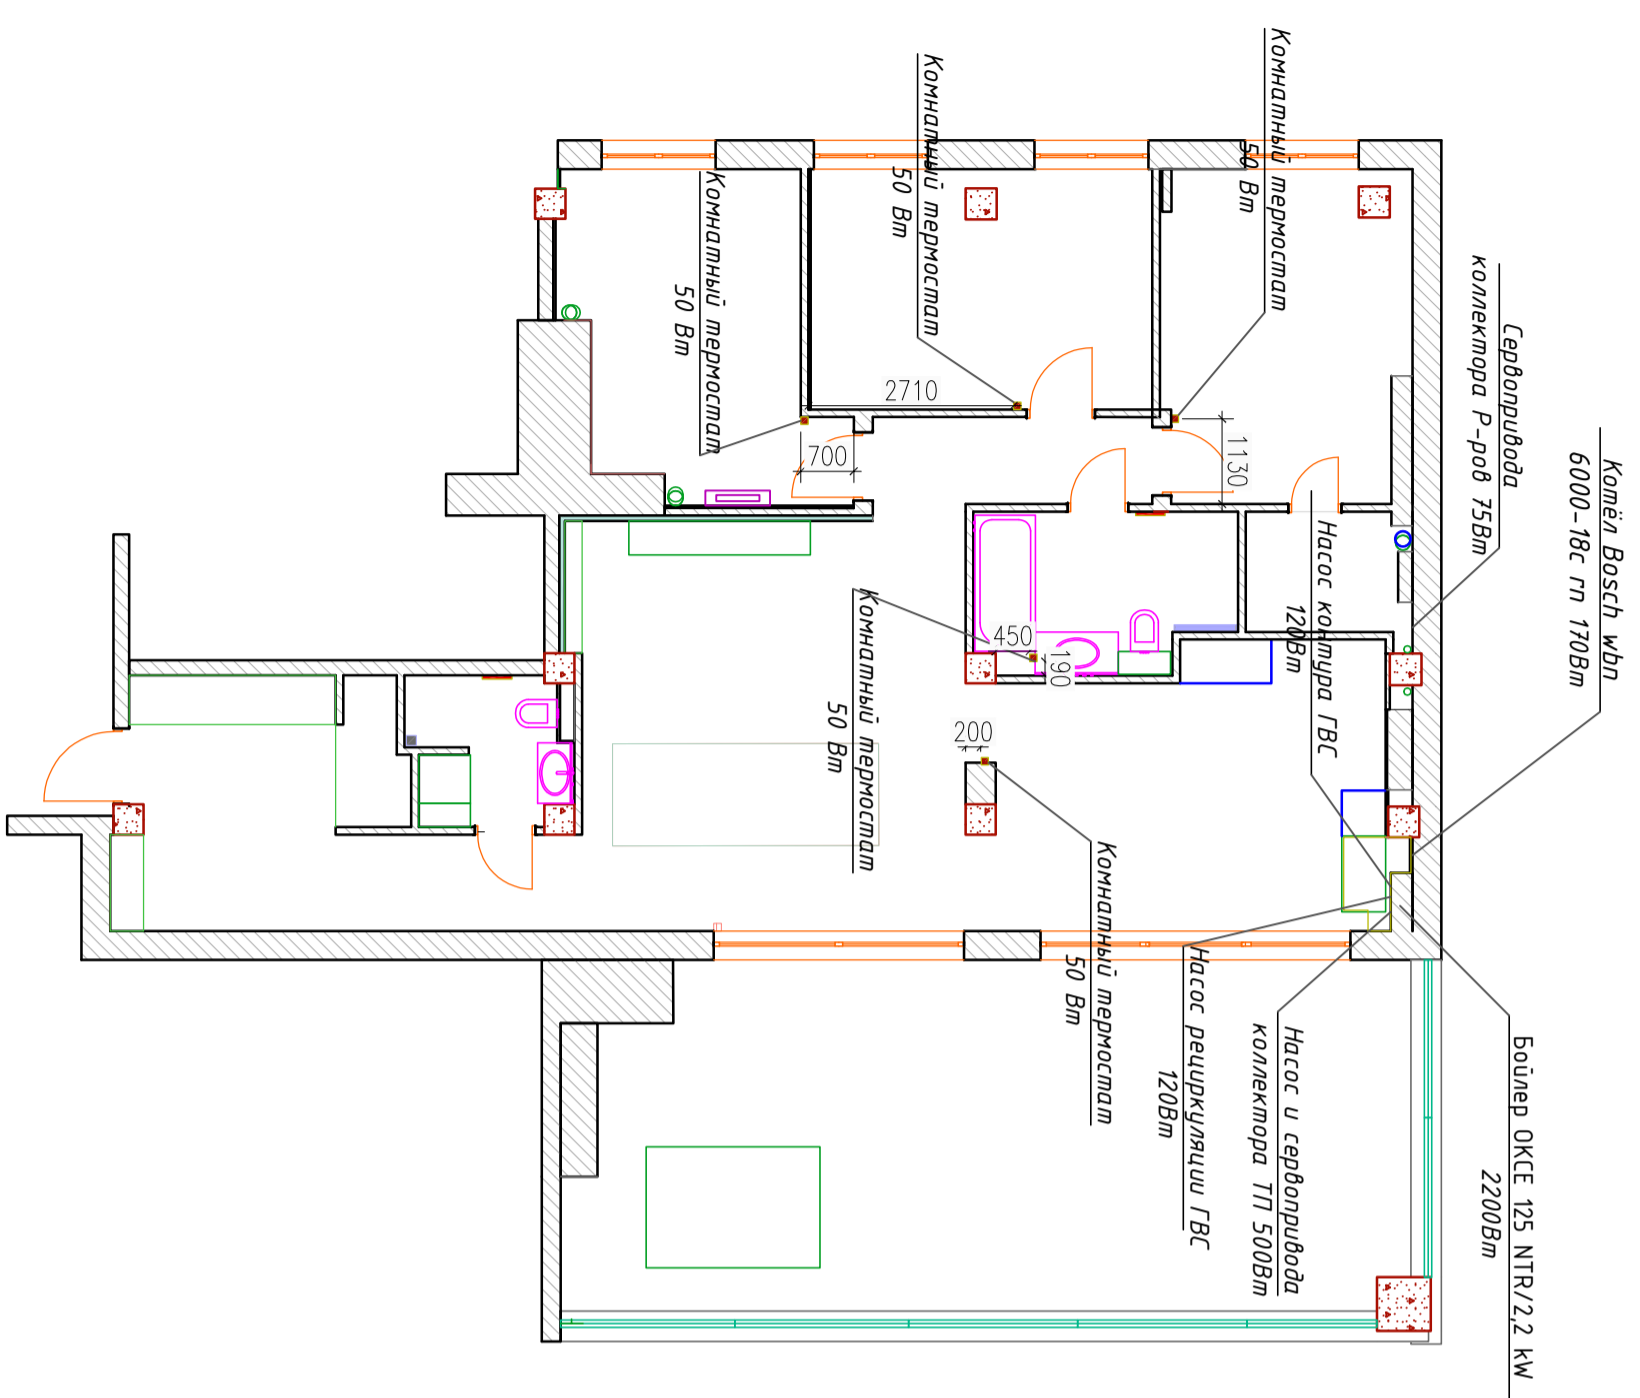 Комнатный термостат
50 Вт
Комнатный термостат
50 Вт
Комнатный термостат
50 Вт
Сервопривода
коллектора Р-ров 75Вт
Котёл Bosch wbn
6000-18с гп 170Вт
Насос контура ГВС
120Вт
2710
700
1130
450
190
200
Комнатный термостат
50 Вт
Комнатный термостат
50 Вт
Насос рециркуляции ГВС
120Вт
Насос и сервопривода
коллектора ТП 500Вт
Бойлер OKCE 125 NTR/2,2 kW
2200Вт